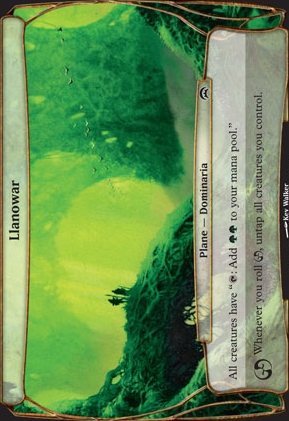 Llanowar
Plane — Dominaria
All creatures have “: Add to your mana pool.”
Whenever you roll , untap all creatures you control.
Kev Walker